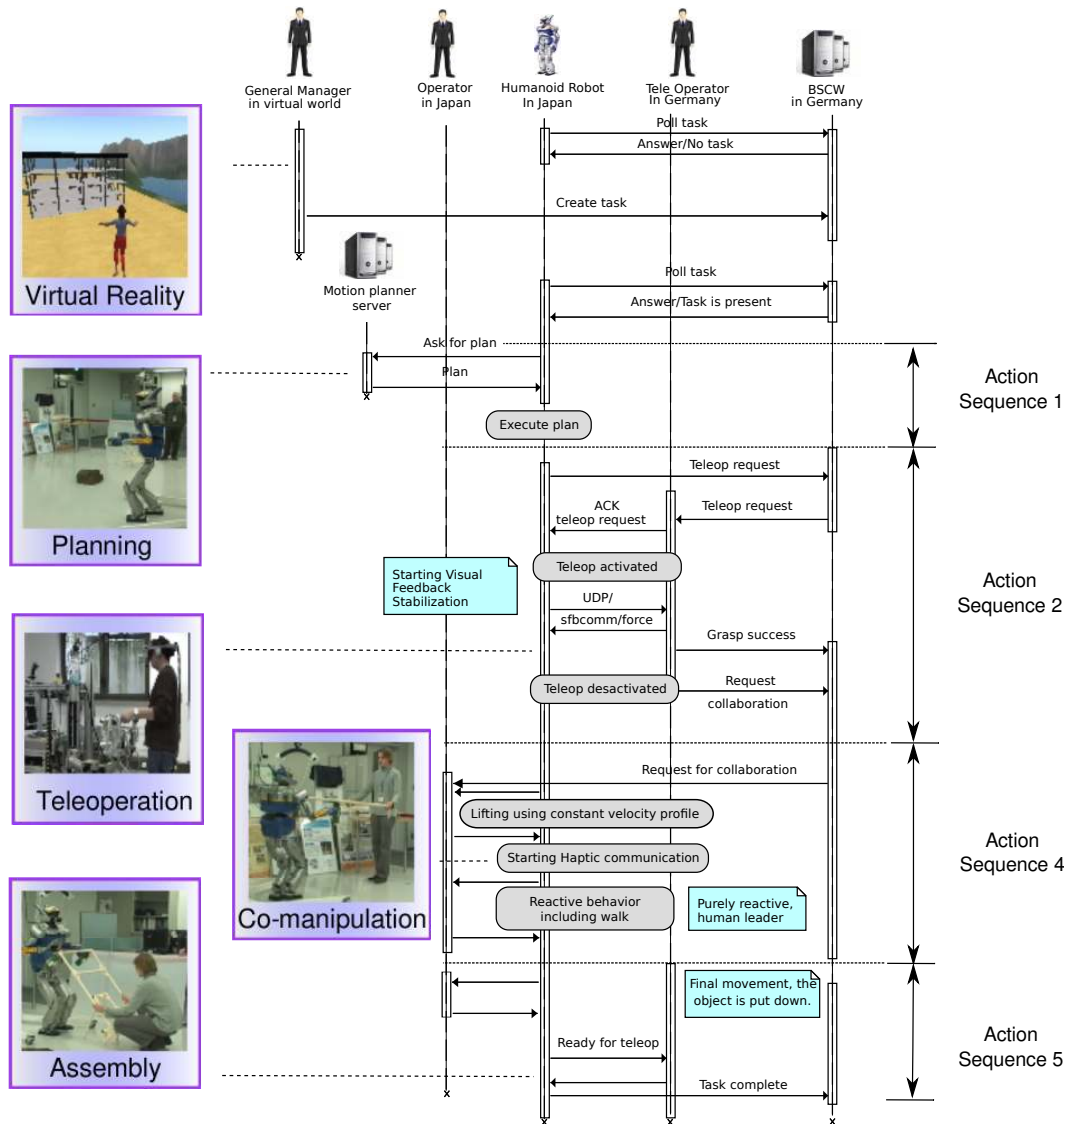 General Manager
in virtual world
Operator
in Japan
Humanoid Robot
In Japan
Tele Operator
In Germany
BSCW
in Germany
Poll task
Answer/No task
Create task
Virtual Reality
Motion planner
server
Poll task
Answer/Task is present
Ask for plan
Plan
Action
Sequence 1
Execute plan
Planning
Teleop request
ACK
teleop request
Teleop request
Teleop activated
Starting Visual
Feedback
Stabilization
Action
Sequence 2
UDP/
sfbcomm/force
Grasp success
Teleop desactivated
Request
collaboration
Teleoperation
Request for collaboration
Lifting using constant velocity profile
Action
Sequence 4
Starting Haptic communication
Reactive behavior
including walk
Purely reactive,
human leader
Co-manipulation
Final movement, the
object is put down.
Action
Sequence 5
Ready for teleop
Task complete
Assembly